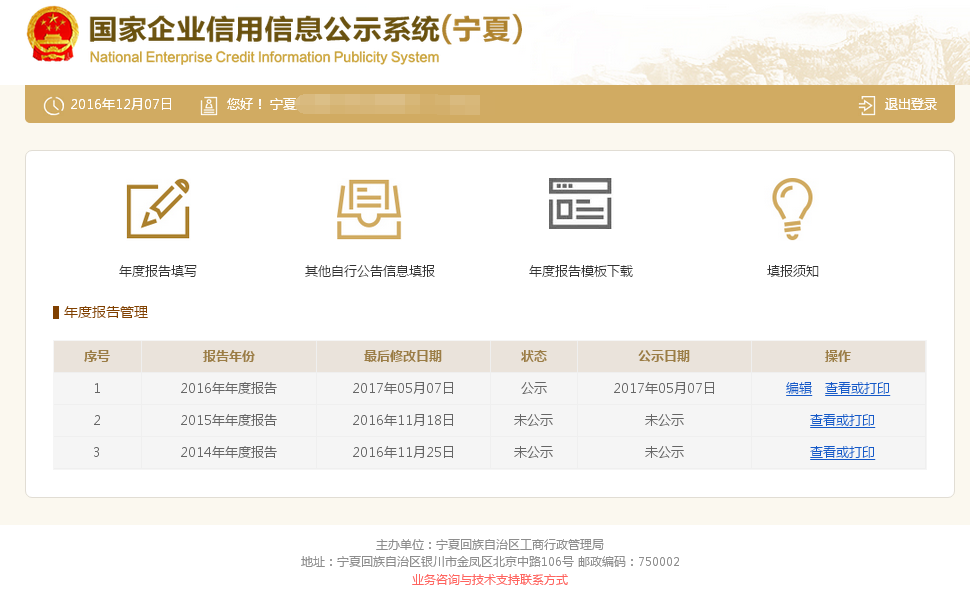 国家企业信用信息公示系统(宁夏)
National Enterprise Credit Information Publicity System
2016年12月07日 您好！宁夏 退出登录
年度报告填写 其他自行公告信息填报 年度报告模板下载 填报须知
年度报告管理
序号 报告年份 最后修改日期 状态 公示日期 操作
1 2016年年度报告 2017年05月07日 公示 2017年05月07日 编辑 查看或打印
2 2015年年度报告 2016年11月18日 未公示 未公示 查看或打印
3 2014年年度报告 2016年11月25日 未公示 未公示 查看或打印
主办单位：宁夏回族自治区工商行政管理局
地址：宁夏回族自治区银川市金凤区北京中路106号 邮政编码：750002
业务咨询与技术支持联系方式